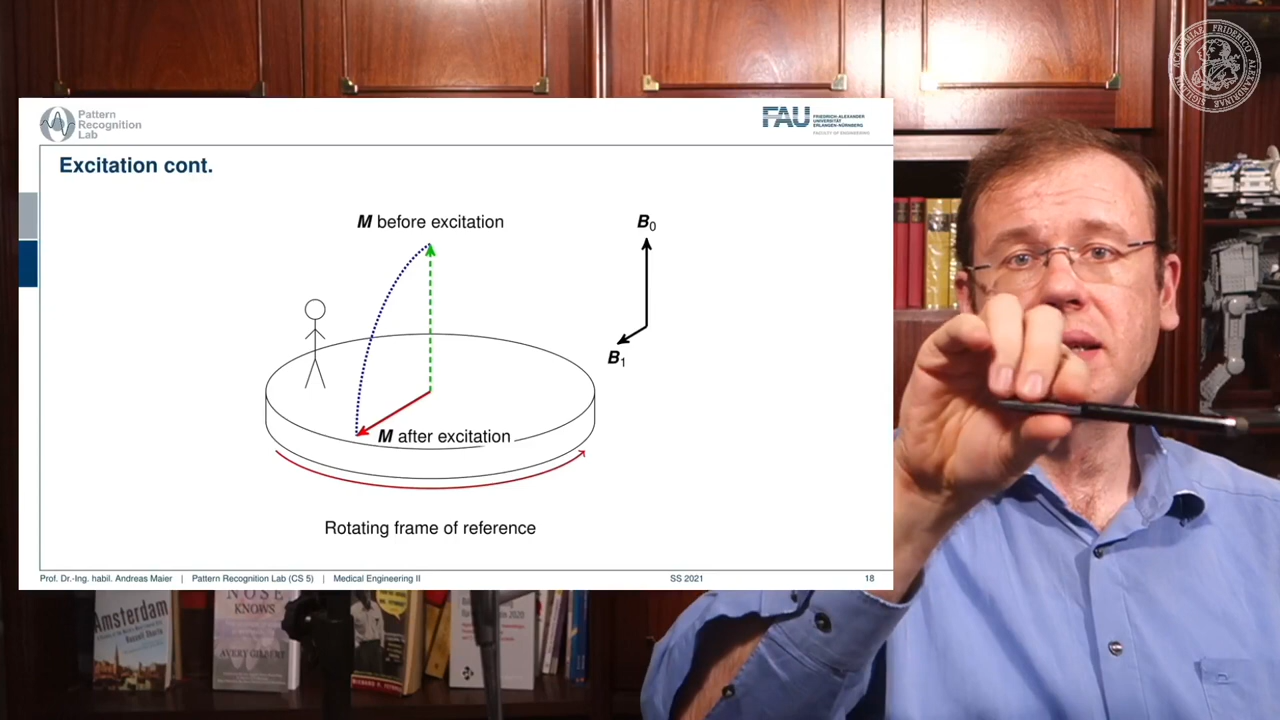 Pattern
Recognition
Lab
FAU
FRIEDRICH-ALEXANDER
UNIVERSITÄT
ERLANGEN-NÜRNBERG
FACULTY OF ENGINEERING
Excitation cont.
M before excitation
B0
B1
M after excitation
Rotating frame of reference
Prof. Dr.-Ing. habil. Andreas Maier | Pattern Recognition Lab (CS 5) | Medical Engineering II SS 2021 18
Amsterdam
NOSE
KNOWS
AVERY GILBERT